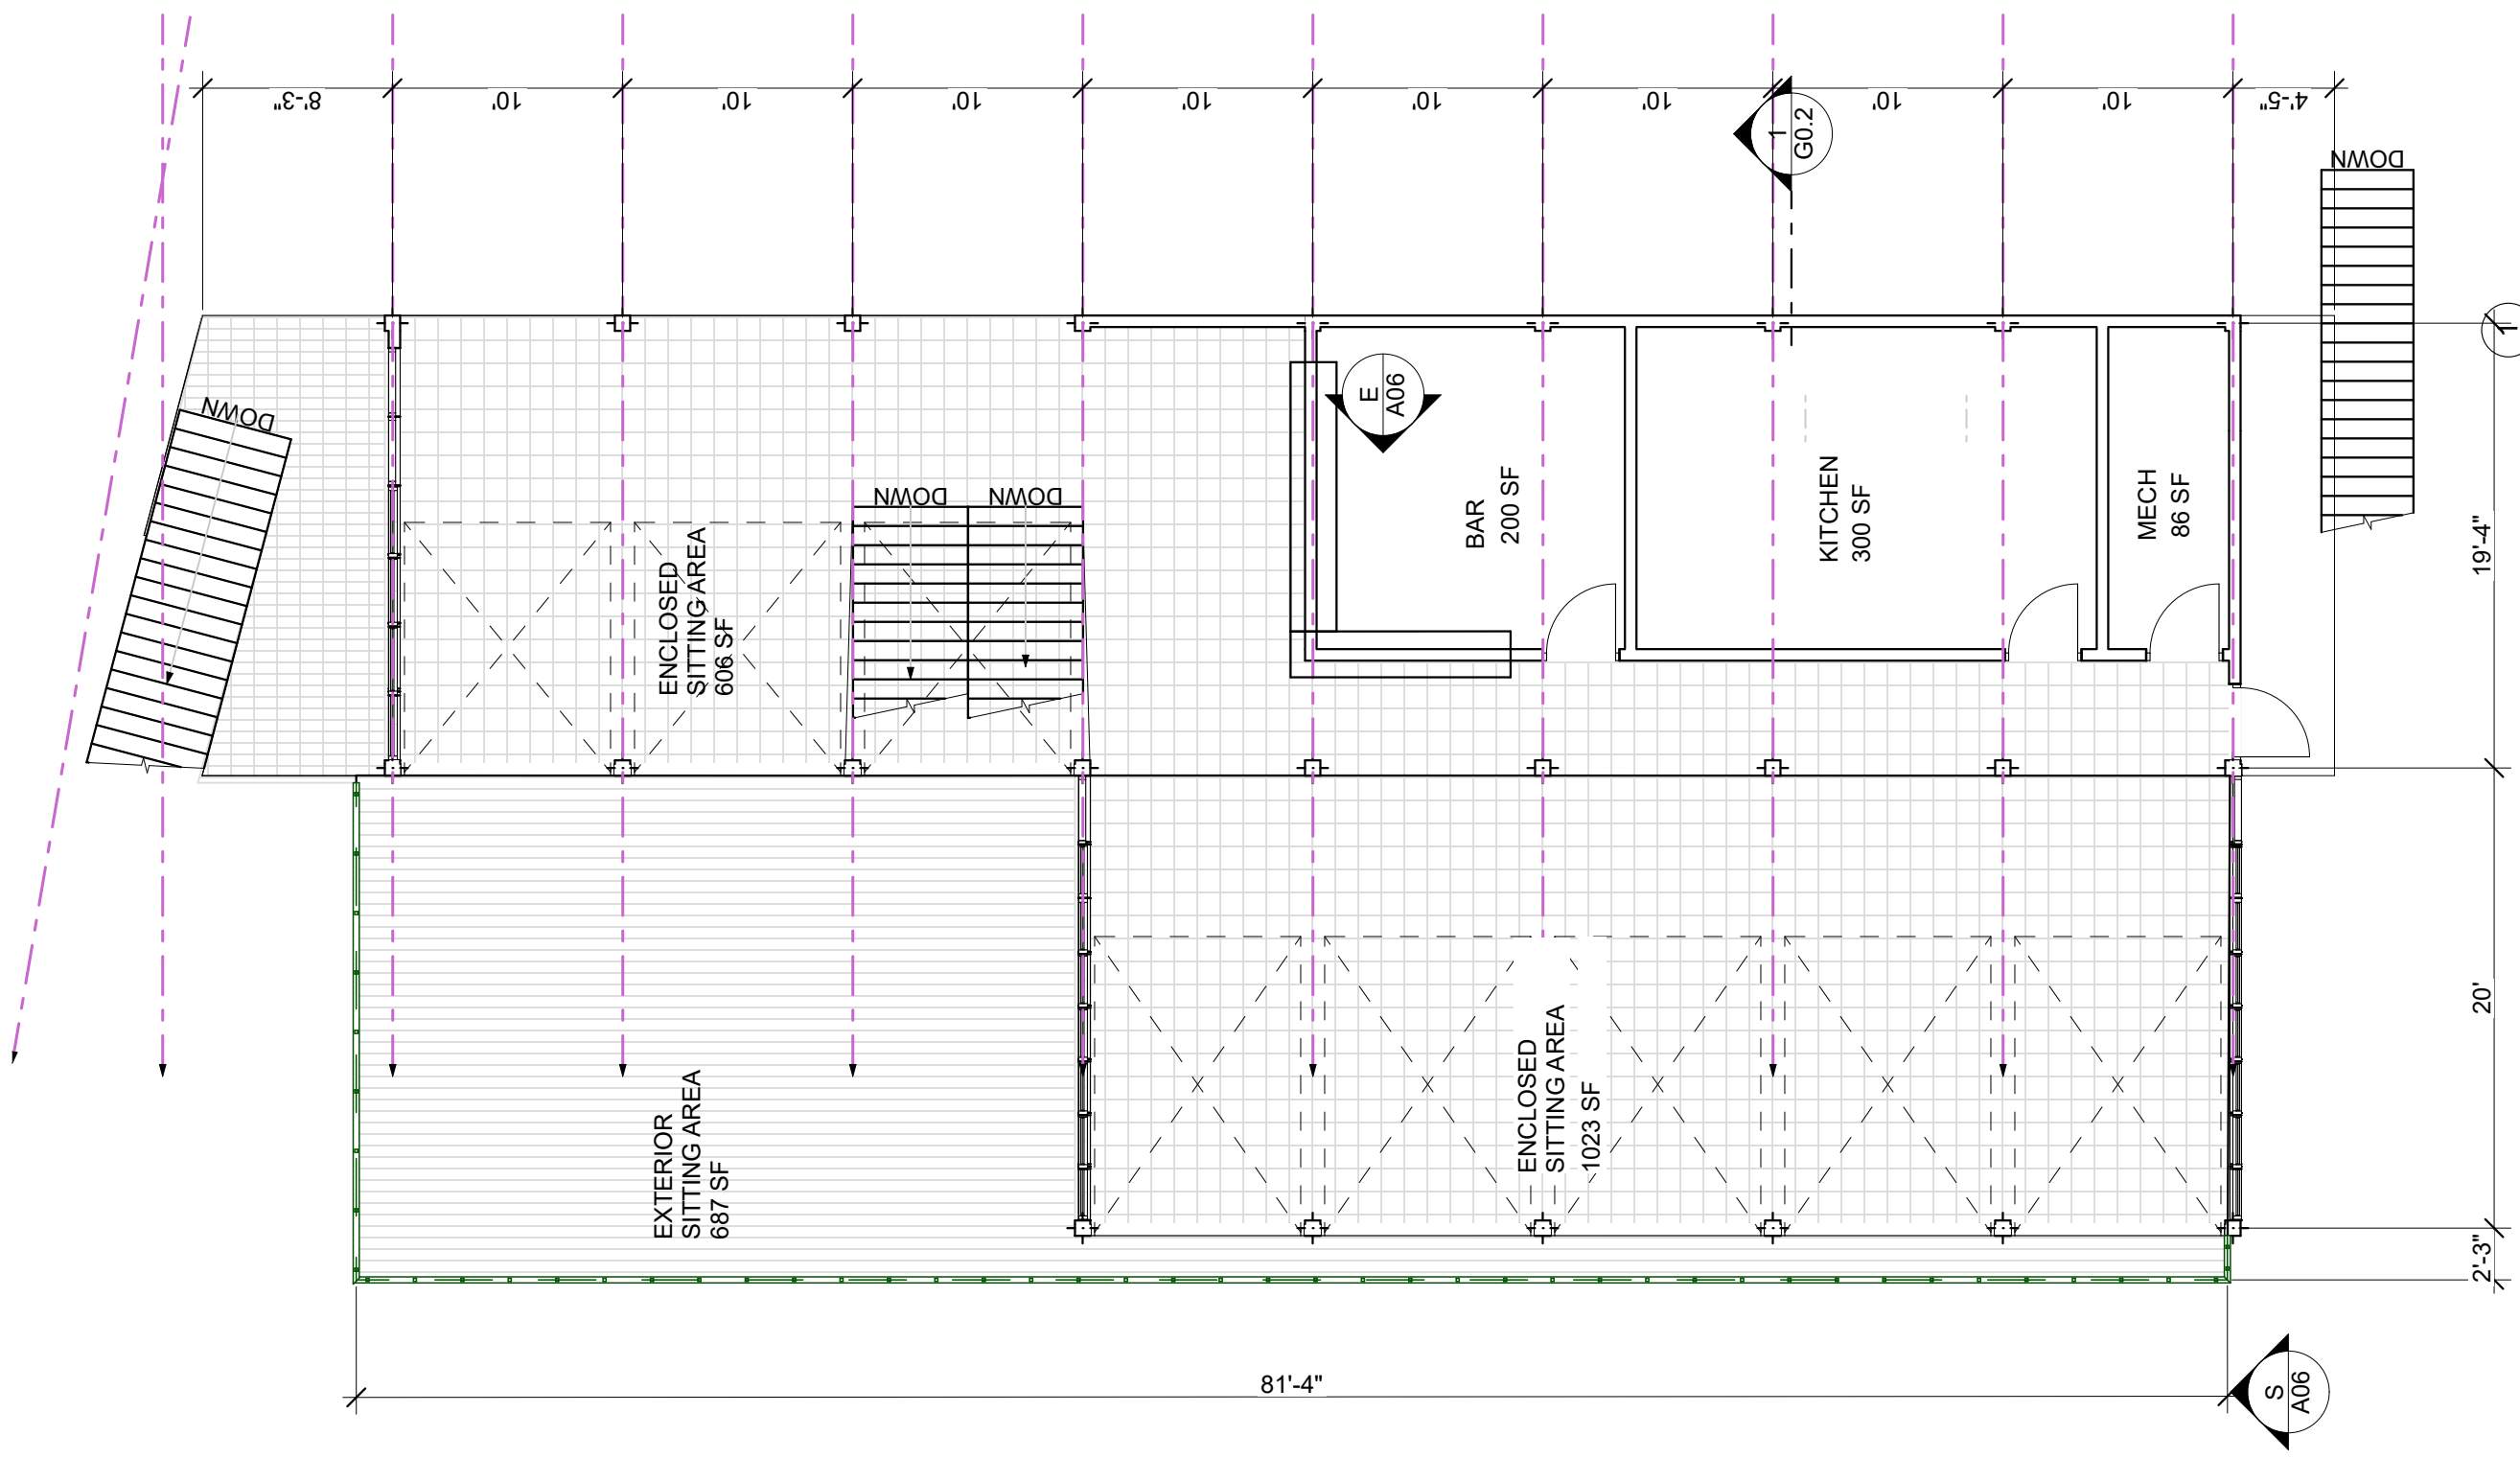 8'-3"
10'
10'
10'
10'
10'
10'
10'
10'
4'-5"
1
G0.2
DOWN
DOWN
E
A06
DOWN
DOWN
BAR
200 SF
KITCHEN
300 SF
MECH
86 SF
ENCLOSED
SITTING AREA
606 SF
19'-4"
EXTERIOR
SITTING AREA
687 SF
ENCLOSED
SITTING AREA
1023 SF
20'
2'-3"
81'-4"
S
A06